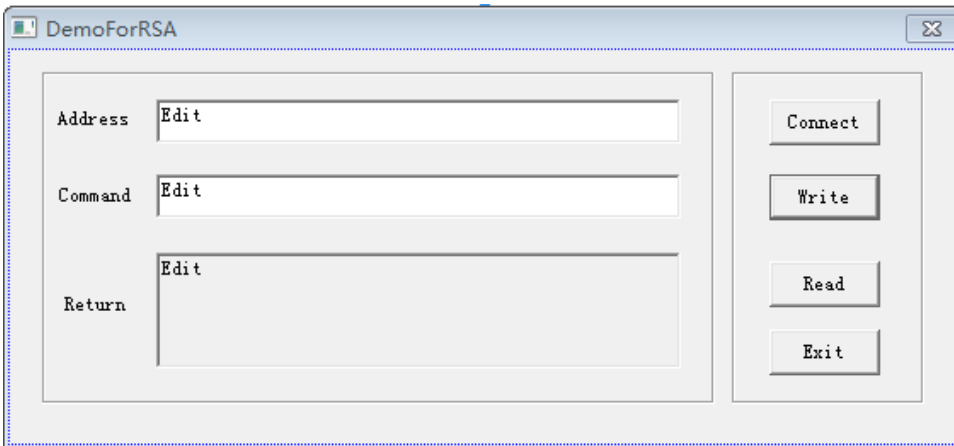 DemoForRSA
Address Edit Connect
Command Edit Write
Edit
Return Read
Exit